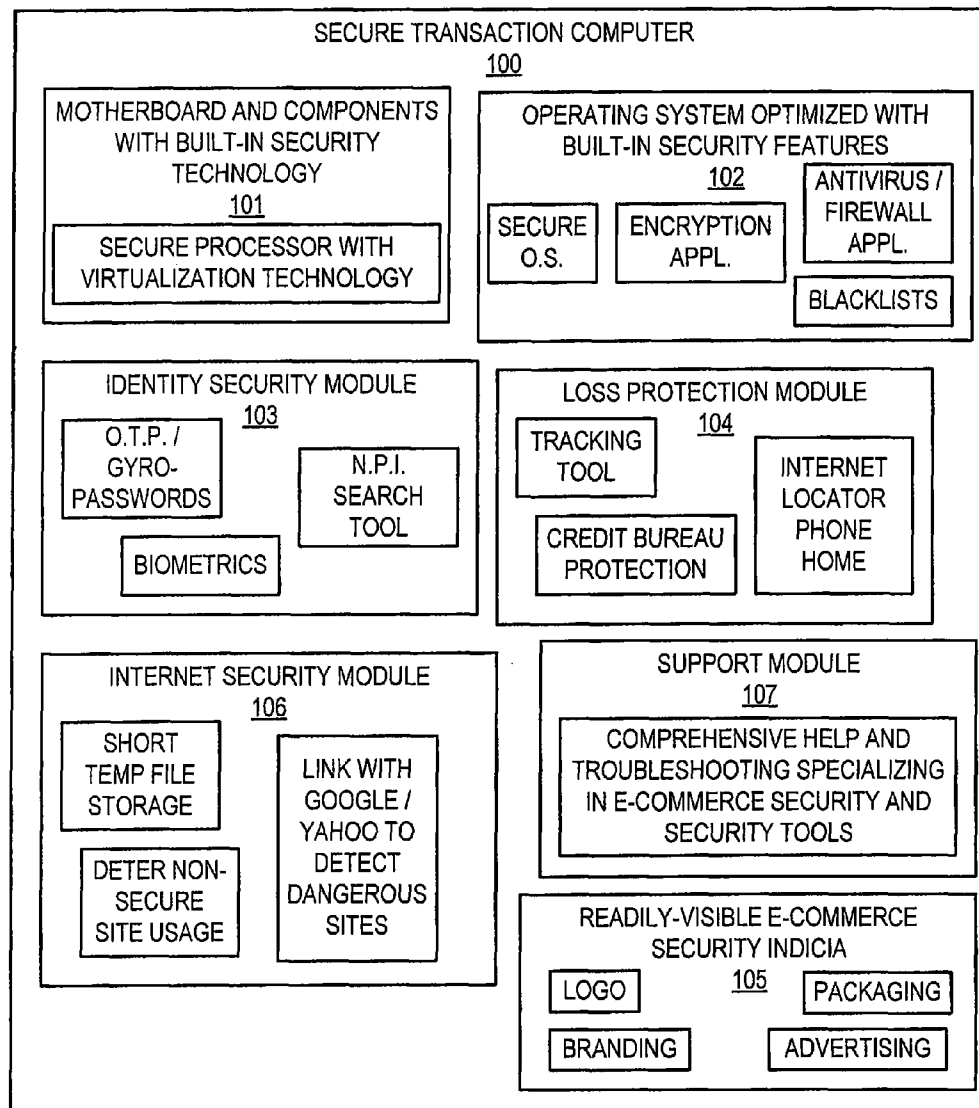 SECURE TRANSACTION COMPUTER
100
MOTHERBOARD AND COMPONENTS
WITH BUILT-IN SECURITY
TECHNOLOGY
101
SECURE PROCESSOR WITH
VIRTUALIZATION TECHNOLOGY
OPERATING SYSTEM OPTIMIZED WITH
BUILT-IN SECURITY FEATURES
102
SECURE
O.S.
ENCRYPTION
APPL.
ANTIVIRUS /
FIREWALL
APPL.
BLACKLISTS
IDENTITY SECURITY MODULE
103
O.T.P. /
GYRO-
PASSWORDS
N.P.I.
SEARCH
TOOL
BIOMETRICS
LOSS PROTECTION MODULE
104
TRACKING
TOOL
CREDIT BUREAU
PROTECTION
INTERNET
LOCATOR
PHONE
HOME
INTERNET SECURITY MODULE
106
SHORT
TEMP FILE
STORAGE
DETER NON-
SECURE
SITE USAGE
LINK WITH
GOOGLE /
YAHOO TO
DETECT
DANGEROUS
SITES
SUPPORT MODULE
107
COMPREHENSIVE HELP AND
TROUBLESHOOTING SPECIALIZING
IN E-COMMERCE SECURITY AND
SECURITY TOOLS
READILY-VISIBLE E-COMMERCE
SECURITY INDICIA
105
LOGO
PACKAGING
BRANDING
ADVERTISING